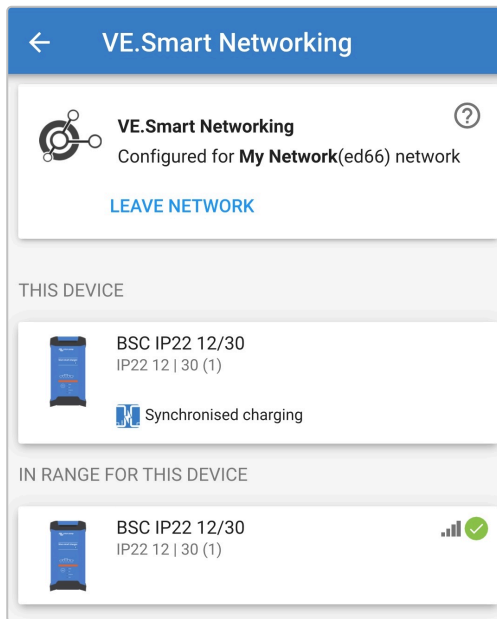 VE.Smart Networking
VE.Smart Networking
Configured for My Network(ed66) network
LEAVE NETWORK
THIS DEVICE
BSC IP22 12/30
IP22 12 | 30 (1)
Synchronised charging
IN RANGE FOR THIS DEVICE
BSC IP22 12/30
IP22 12 | 30 (1)